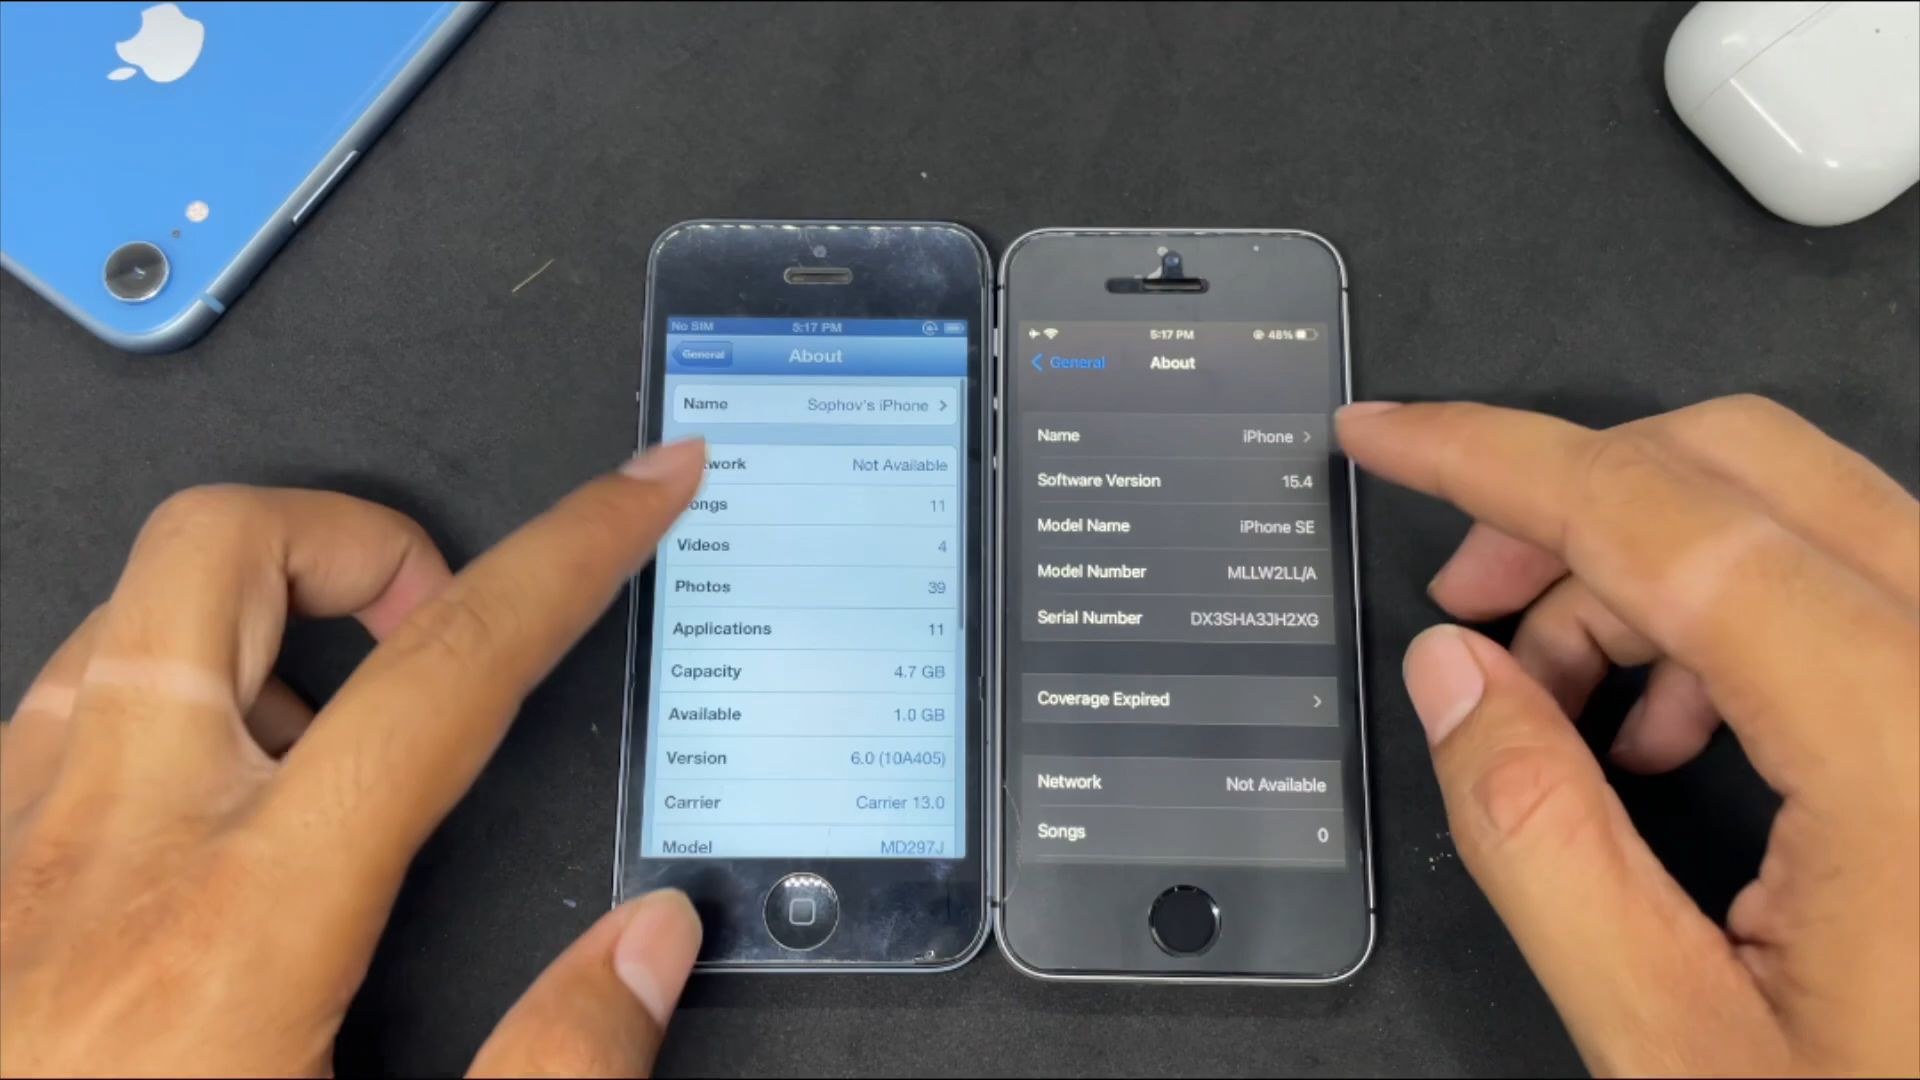 No SIM 5:17 PM
General About
Name Sophov's iPhone
Network Not Available
Songs 11
Videos 4
Photos 39
Applications 11
Capacity 4.7 GB
Available 1.0 GB
Version 6.0 (10A405)
Carrier Carrier 13.0
Model MD297J
5:17 PM 48%
General About
Name iPhone
Software Version 15.4
Model Name iPhone SE
Model Number MLLW2LL/A
Serial Number DX3SHA3JH2XG
Coverage Expired
Network Not Available
Songs 0